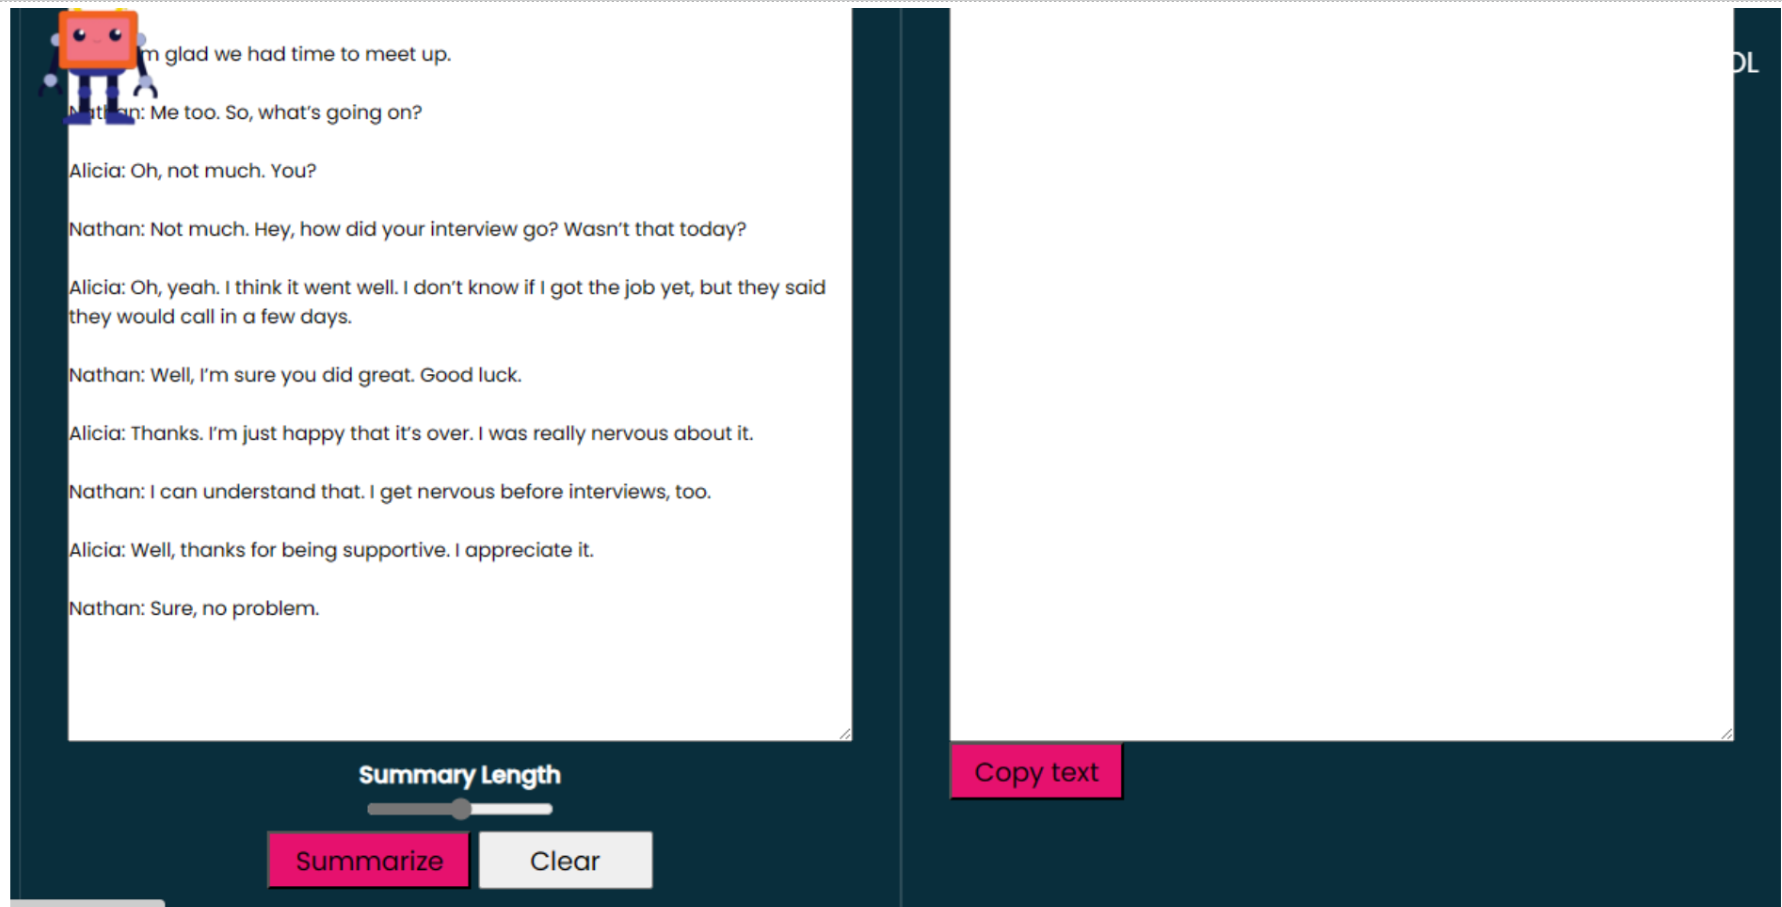 m glad we had time to meet up.
Nathan: Me too. So, what's going on?
Alicia: Oh, not much. You?
Nathan: Not much. Hey, how did your interview go? Wasn't that today?
Alicia: Oh, yeah. I think it went well. I don't know if I got the job yet, but they said
they would call in a few days.
Nathan: Well, I'm sure you did great. Good luck.
Alicia: Thanks. I'm just happy that it's over. I was really nervous about it.
Nathan: I can understand that. I get nervous before interviews, too.
Alicia: Well, thanks for being supportive. I appreciate it.
Nathan: Sure, no problem.
Summary Length
Summarize
Clear
OL
Copy text